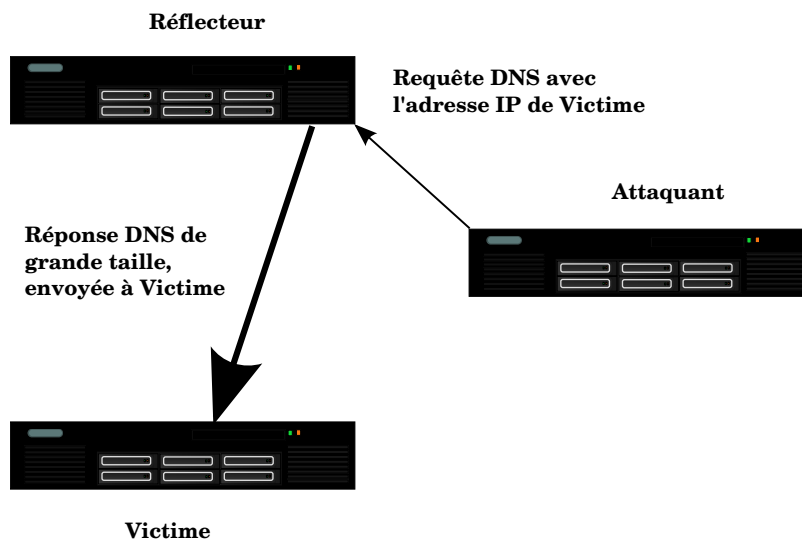 Réflecteur
Requête DNS avec
l'adresse IP de Victime
Attaquant
Réponse DNS de
grande taille,
envoyée à Victime
Victime